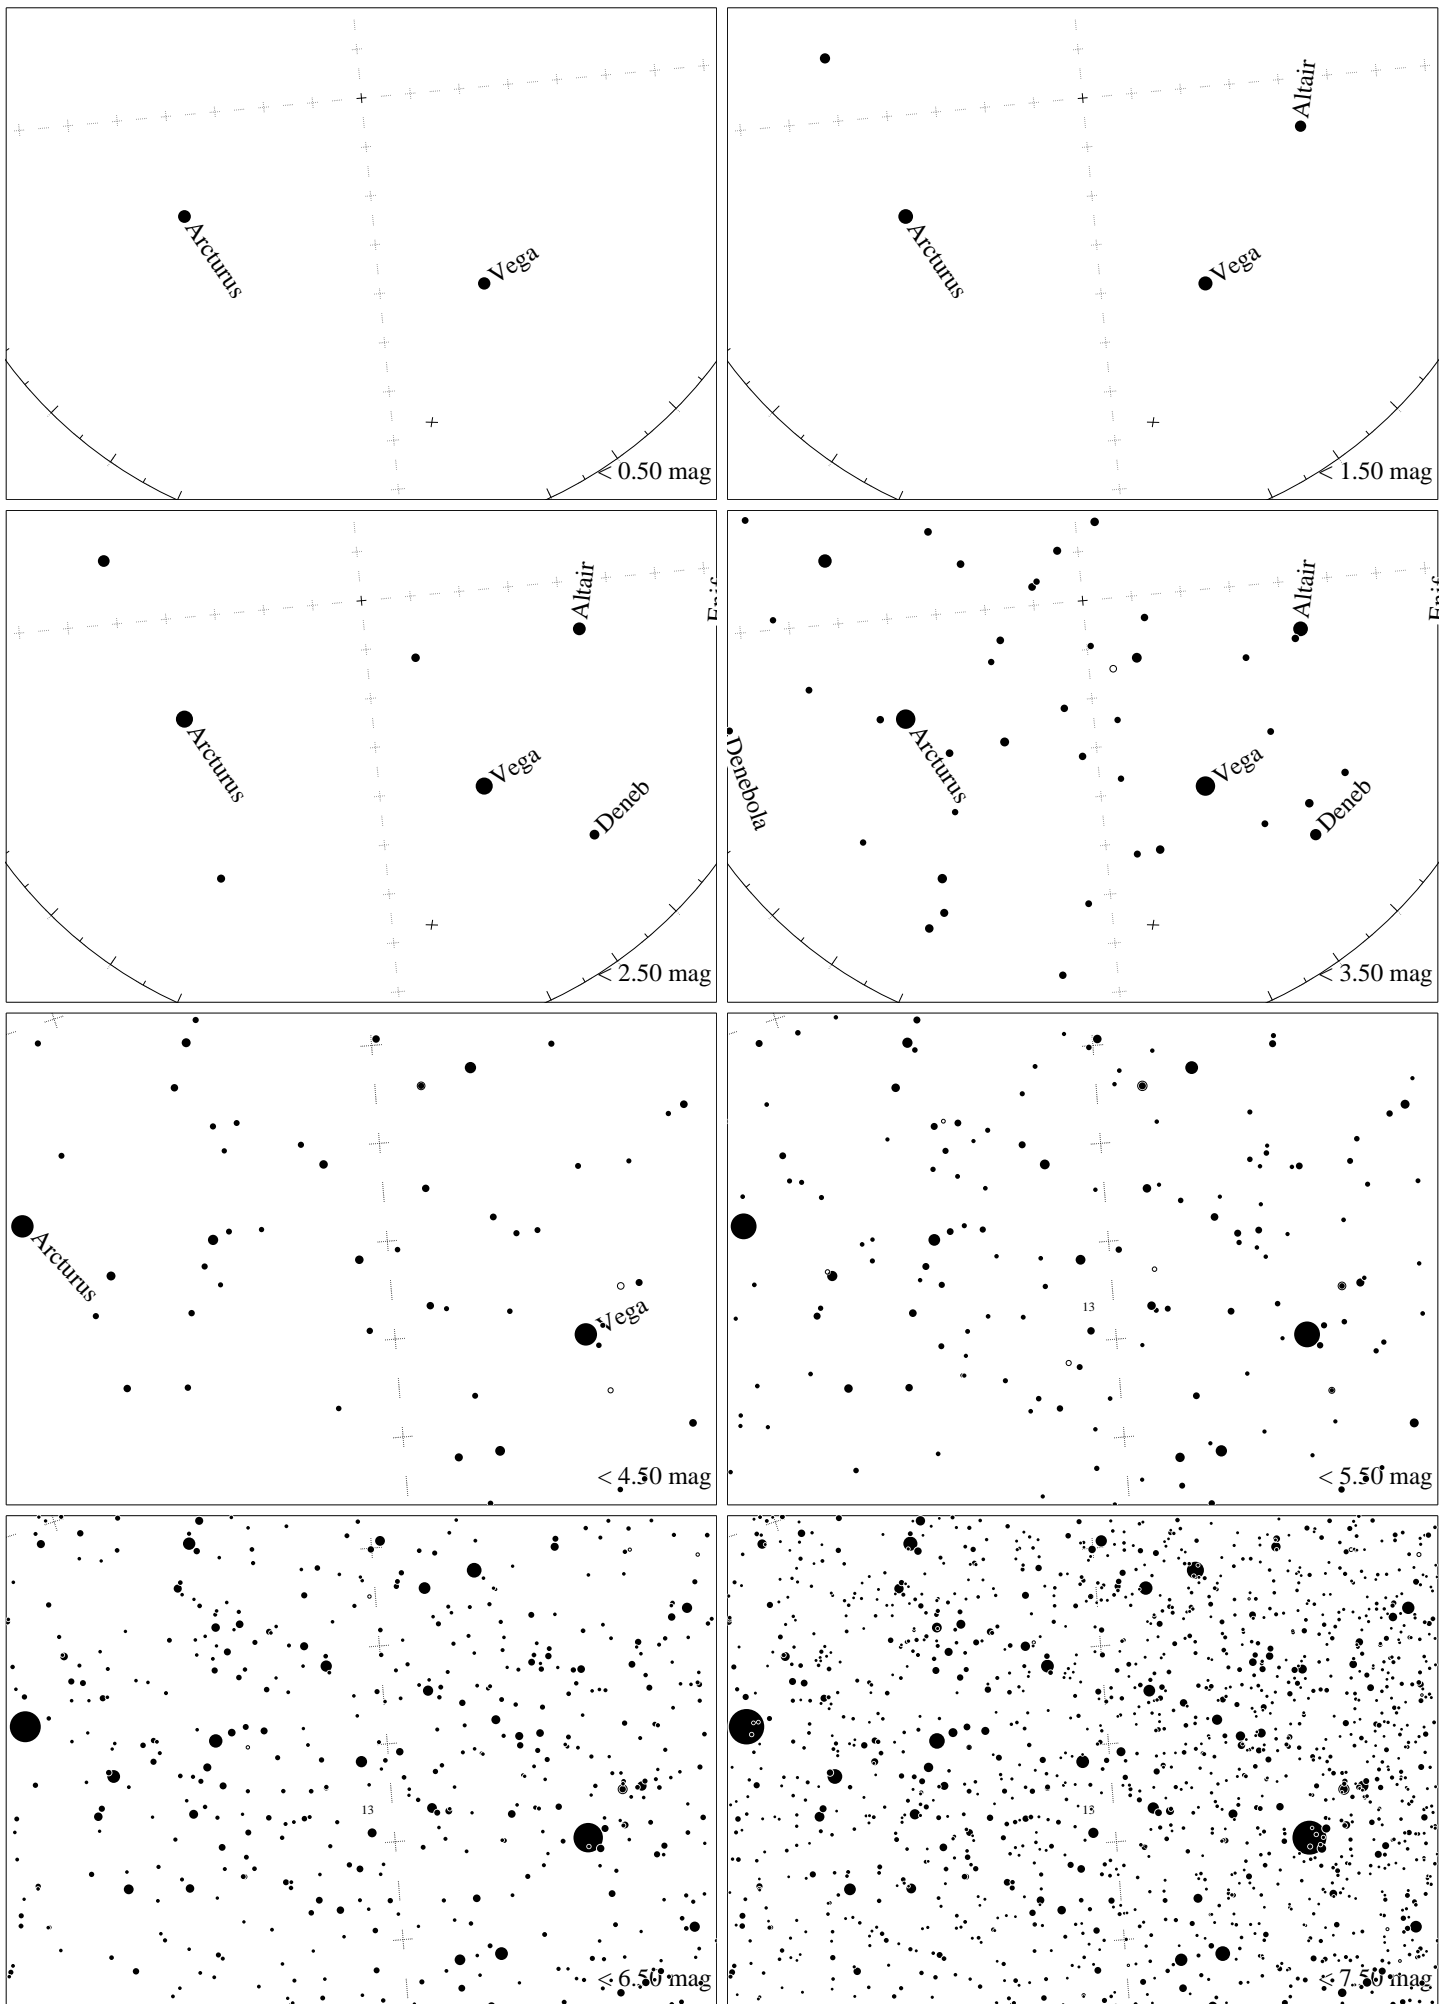 Arcturus
Vega
< 0.50 mag
Altair
Arcturus
Vega
< 1.50 mag
Altair
Arcturus
Vega
Deneb
< 2.50 mag
Altair
Denebola
Arcturus
Vega
Deneb
< 3.50 mag
Arcturus
Vega
< 4.50 mag
13
< 5.50 mag
13
< 6.50 mag
13
< 7.50 mag